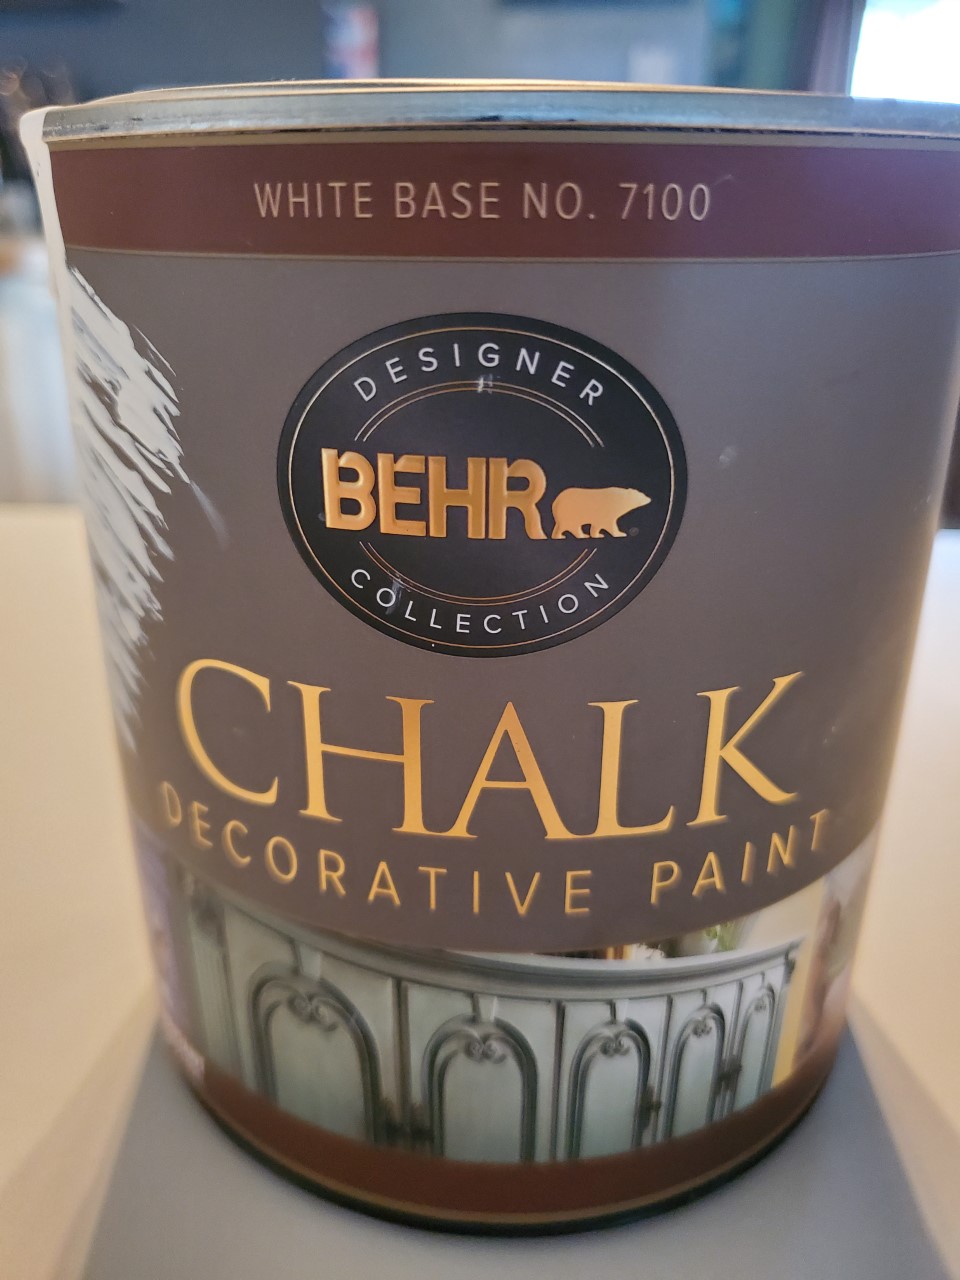 WHITE BASE NO. 7100
DESIGNER
BEHR
COLLECTION
CHALK
DECORATIVE PAINT